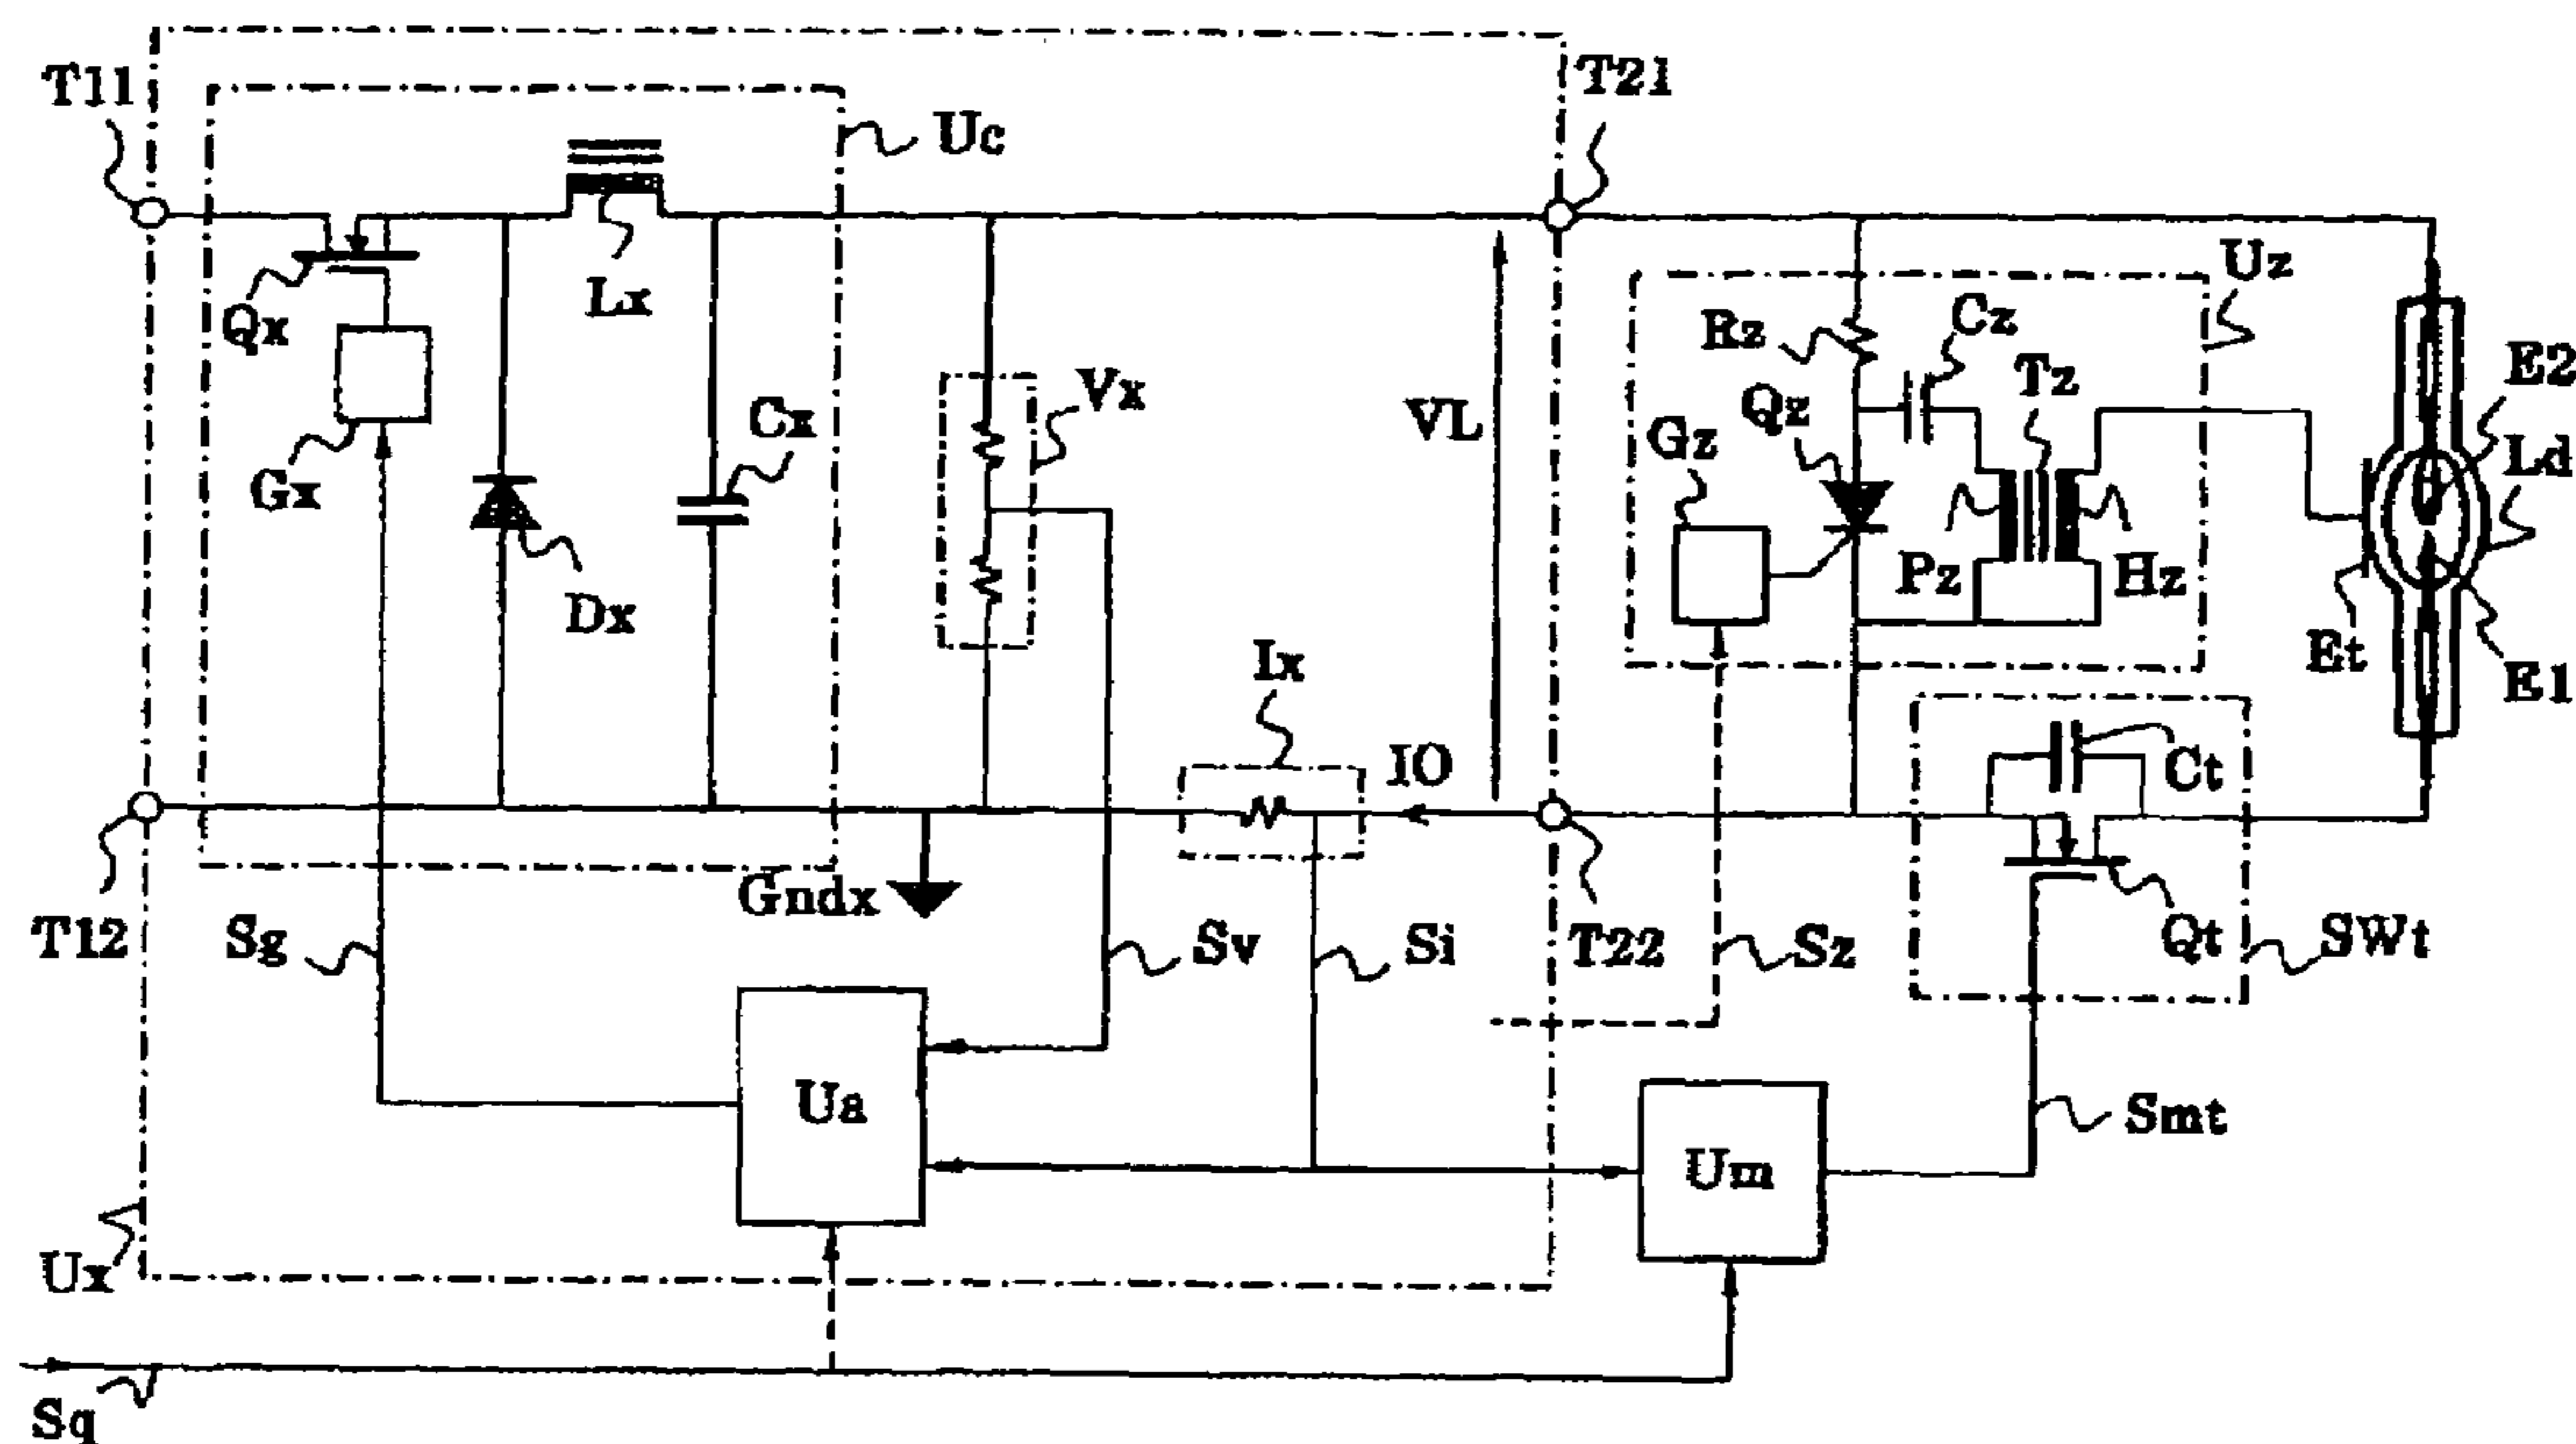 T11
T21
Uc
Uz
Lx
Qx
Rz
Cz
Tz
E2
Vx
Qz
Cx
VL
Gz
Ld
Gx
Dx
Pz
Hz
Ix
Et
E1
IO
Ct
Gndx
T12
Sg
Sv
Si
T22
Sz
Qt
SWt
Ua
Smt
Um
Ux
Sq